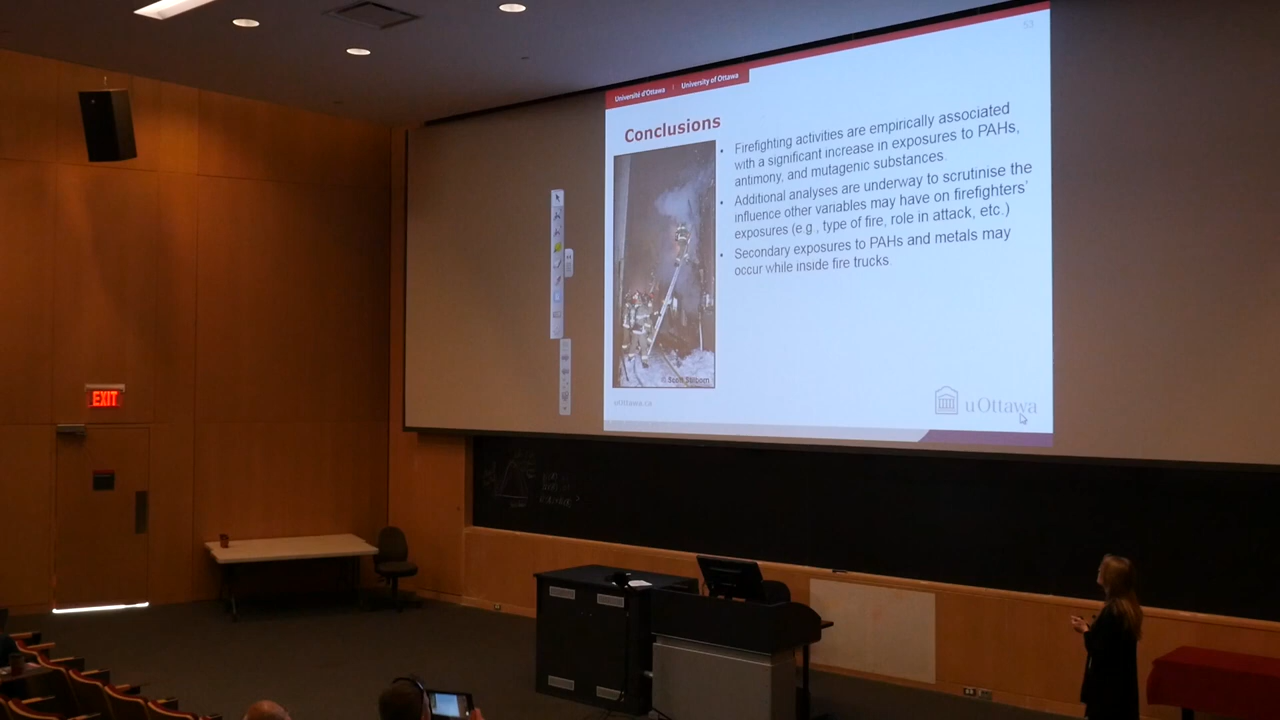 53
Université d'Ottawa | University of Ottawa
Conclusions
• Firefighting activities are empirically associated
with a significant increase in exposures to PAHs,
antimony, and mutagenic substances.
• Additional analyses are underway to scrutinise the
influence other variables may have on firefighters'
exposures (e.g., type of fire, role in attack, etc.)
• Secondary exposures to PAHs and metals may
occur while inside fire trucks.
© Scott Stilborn
uOttawa.ca
uOttawa
EXIT